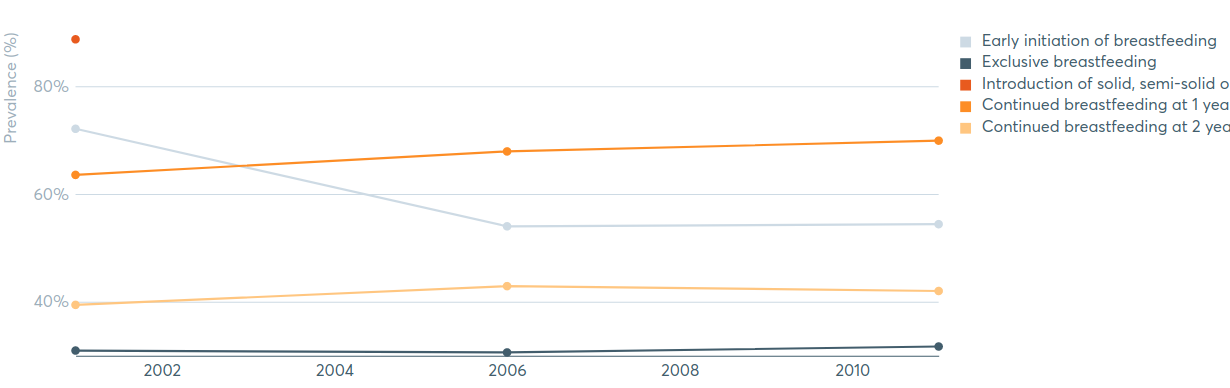 Prevalence (%)
80%
60%
40%
2002
2004
2006
2008
2010
Early initiation of breastfeeding
Exclusive breastfeeding
Introduction of solid, semi-solid o
Continued breastfeeding at 1 yea
Continued breastfeeding at 2 yea